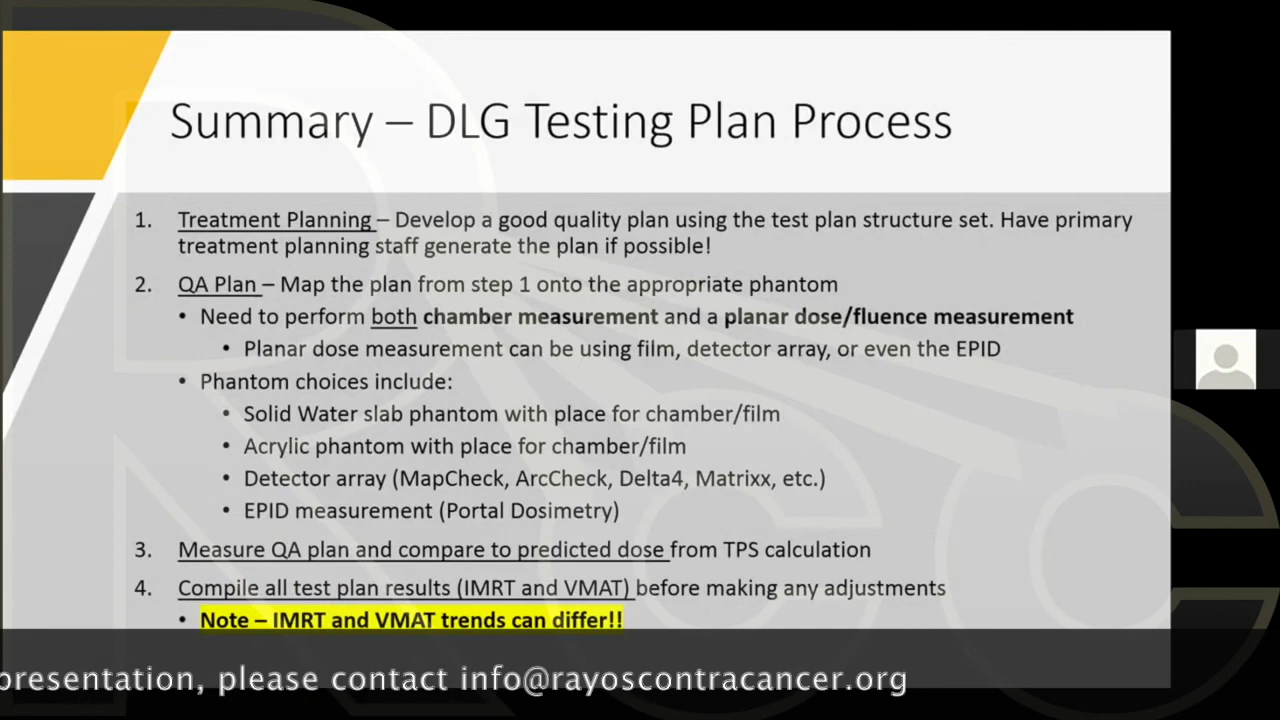 Summary – DLG Testing Plan Process
1. Treatment Planning – Develop a good quality plan using the test plan structure set. Have primary
treatment planning staff generate the plan if possible!
2. QA Plan – Map the plan from step 1 onto the appropriate phantom
• Need to perform both chamber measurement and a planar dose/fluence measurement
• Planar dose measurement can be using film, detector array, or even the EPID
• Phantom choices include:
• Solid Water slab phantom with place for chamber/film
• Acrylic phantom with place for chamber/film
• Detector array (MapCheck, ArcCheck, Delta4, Matrixx, etc.)
• EPID measurement (Portal Dosimetry)
3. Measure QA plan and compare to predicted dose from TPS calculation
4. Compile all test plan results (IMRT and VMAT) before making any adjustments
• Note – IMRT and VMAT trends can differ!!
presentation, please contact info@rayoscontracancer.org